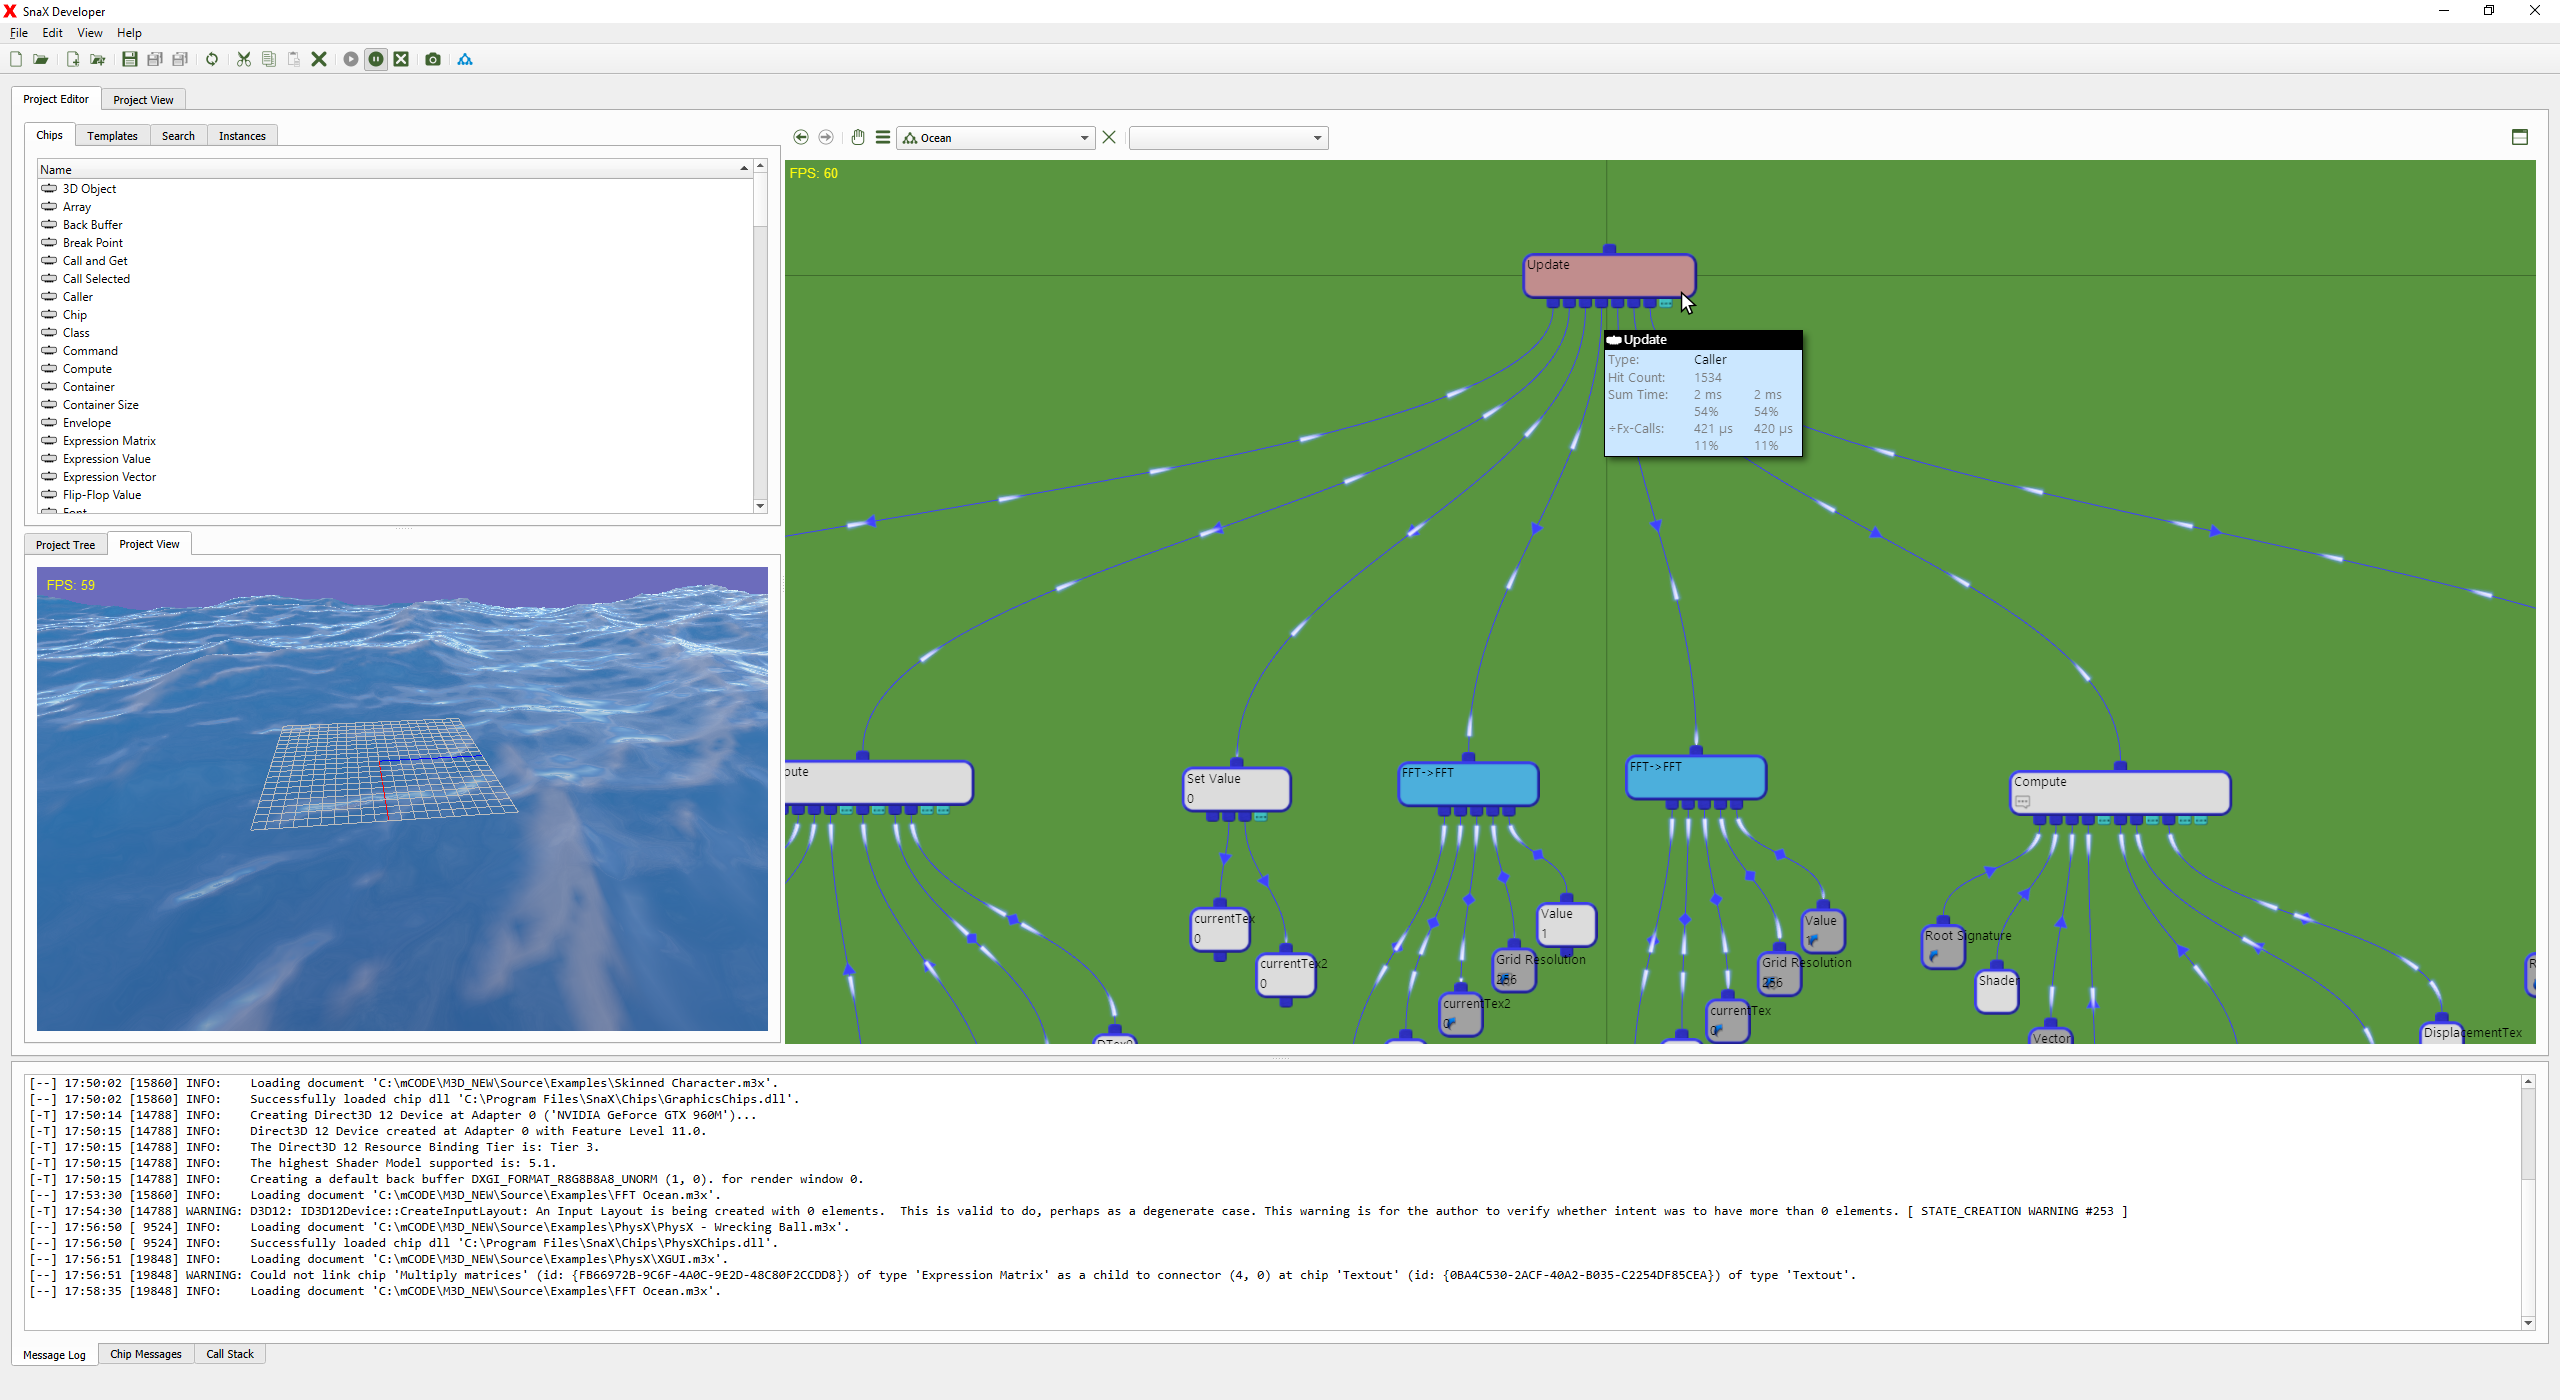 SnaX Developer
File Edit View Help
Project Editor Project View
Chips Templates Search Instances
Ocean
Name
3D Object
Array
Back Buffer
Break Point
Call and Get
Call Selected
Caller
Chip
Class
Command
Compute
Container
Container Size
Envelope
Expression Matrix
Expression Value
Expression Vector
Flip-Flop Value
Font
FPS: 60
Update
Update
Type: Caller
Hit Count: 1534
Sum Time: 2 ms 2 ms
54% 54%
÷Fx-Calls: 421 µs 420 µs
11% 11%
Project Tree Project View
FPS: 59
pute
Set Value
0
FFT->FFT
FFT->FFT
Compute
currentTex
0
currentTex2
0
Value
1
Grid Resolution
256
currentTex2
0
Value
Grid Resolution
256
currentTex
0
Root Signature
Shader
Vector
DisplacementTex
DTex0
R
[--] 17:50:02 [15860] INFO: Loading document 'C:\mCODE\M3D_NEW\Source\Examples\Skinned Character.m3x'.
[--] 17:50:02 [15860] INFO: Successfully loaded chip dll 'C:\Program Files\SnaX\Chips\GraphicsChips.dll'.
[-T] 17:50:14 [14788] INFO: Creating Direct3D 12 Device at Adapter 0 ('NVIDIA GeForce GTX 960M')...
[-T] 17:50:15 [14788] INFO: Direct3D 12 Device created at Adapter 0 with Feature Level 11.0.
[-T] 17:50:15 [14788] INFO: The Direct3D 12 Resource Binding Tier is: Tier 3.
[-T] 17:50:15 [14788] INFO: The highest Shader Model supported is: 5.1.
[-T] 17:50:15 [14788] INFO: Creating a default back buffer DXGI_FORMAT_R8G8B8A8_UNORM (1, 0). for render window 0.
[--] 17:53:30 [15860] INFO: Loading document 'C:\mCODE\M3D_NEW\Source\Examples\FFT Ocean.m3x'.
[-T] 17:54:30 [14788] WARNING: D3D12: ID3D12Device::CreateInputLayout: An Input Layout is being created with 0 elements. This is valid to do, perhaps as a degenerate case. This warning is for the author to verify whether intent was to have more than 0 elements. [ STATE_CREATION WARNING #253 ]
[--] 17:56:50 [ 9524] INFO: Loading document 'C:\mCODE\M3D_NEW\Source\Examples\PhysX\PhysX - Wrecking Ball.m3x'.
[--] 17:56:50 [ 9524] INFO: Successfully loaded chip dll 'C:\Program Files\SnaX\Chips\PhysXChips.dll'.
[--] 17:56:51 [19848] INFO: Loading document 'C:\mCODE\M3D_NEW\Source\Examples\PhysX\XGUI.m3x'.
[--] 17:56:51 [19848] WARNING: Could not link chip 'Multiply matrices' (id: {FB66972B-9C6F-4A0C-9E2D-48C80F2CCDD8}) of type 'Expression Matrix' as a child to connector (4, 0) at chip 'Textout' (id: {0BA4C530-2ACF-40A2-B035-C2254DF85CEA}) of type 'Textout'.
[--] 17:58:35 [19848] INFO: Loading document 'C:\mCODE\M3D_NEW\Source\Examples\FFT Ocean.m3x'.
Message Log Chip Messages Call Stack